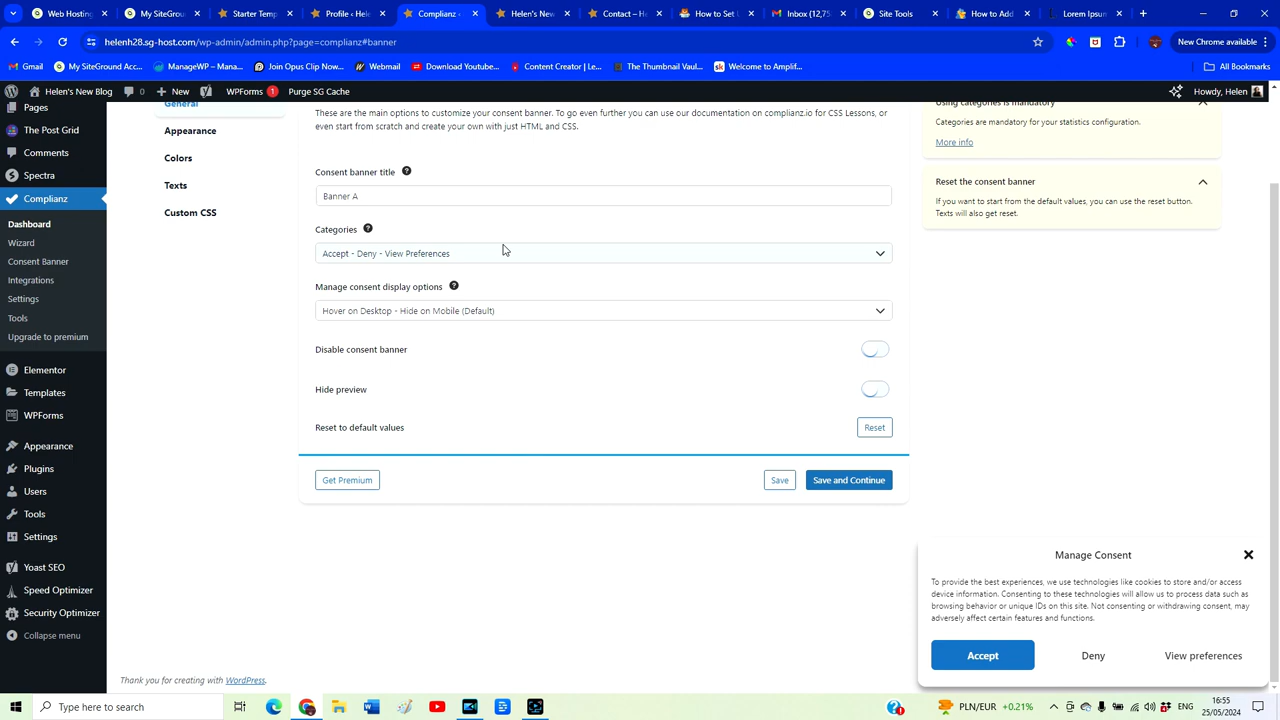 Web Hosting
My SiteGround
Starter Temp
Profile ‹ Hele
Complianz ‹
Helen's New
Contact – He
How to Set U
Inbox (12,75
Site Tools
How to Add
Lorem Ipsum
helenh28.sg-host.com/wp-admin/admin.php?page=complianz#banner
New Chrome available
Gmail
My SiteGround Acc...
ManageWP – Mana...
Join Opus Clip Now...
Webmail
Download Youtube...
Content Creator | Le...
The Thumbnail Vaul...
Welcome to Amplif...
All Bookmarks
Helen's New Blog
0
New
WPForms 1
Purge SG Cache
Howdy, Helen
Pages
The Post Grid
Comments
Spectra
Complianz
Dashboard
Wizard
Consent Banner
Integrations
Settings
Tools
Upgrade to premium
Elementor
Templates
WPForms
Appearance
Plugins
Users
Tools
Settings
Yoast SEO
Speed Optimizer
Security Optimizer
Collapse menu
General
Appearance
Colors
Texts
Custom CSS
These are the main options to customize your consent banner. To go even further you can use our documentation on complianz.io for CSS Lessons, or
even start from scratch and create your own with just HTML and CSS.
Consent banner title
Banner A
Categories
Accept - Deny - View Preferences
Manage consent display options
Hover on Desktop - Hide on Mobile (Default)
Disable consent banner
Hide preview
Reset to default values
Reset
Get Premium
Save
Save and Continue
Using categories is mandatory
Categories are mandatory for your statistics configuration.
More info
Reset the consent banner
If you want to start from the default values, you can use the reset button.
Texts will also get reset.
Manage Consent
To provide the best experiences, we use technologies like cookies to store and/or access
device information. Consenting to these technologies will allow us to process data such as
browsing behavior or unique IDs on this site. Not consenting or withdrawing consent, may
adversely affect certain features and functions.
Accept
Deny
View preferences
Thank you for creating with WordPress.
Type here to search
PLN/EUR +0.21%
ENG
16:55
25/05/2024